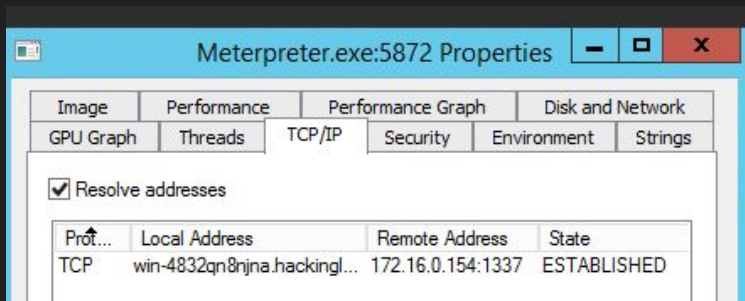 Meterpreter.exe:5872 Properties
Image Performance Performance Graph Disk and Network
GPU Graph Threads TCP/IP Security Environment Strings
Resolve addresses
Prot... Local Address Remote Address State
TCP win-4832qn8njna.hackingl... 172.16.0.154:1337 ESTABLISHED